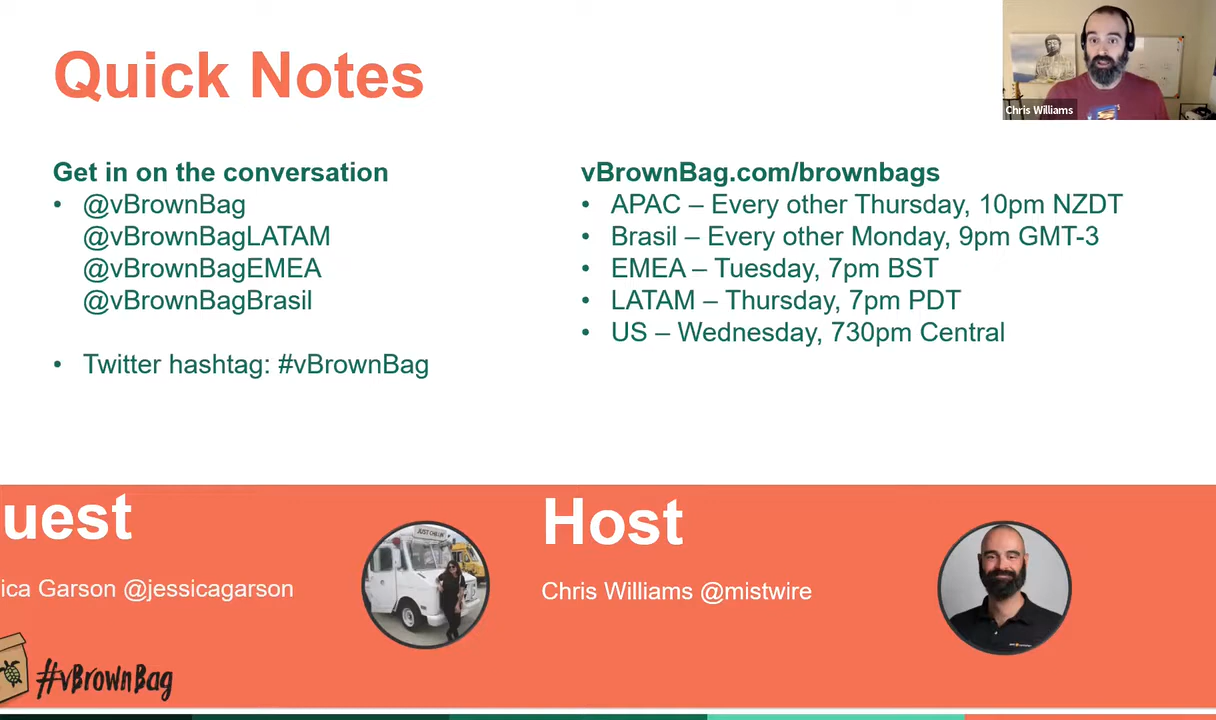 Quick Notes
Chris Williams
Get in on the conversation
• @vBrownBag
@vBrownBagLATAM
@vBrownBagEMEA
@vBrownBagBrasil
• Twitter hashtag: #vBrownBag
vBrownBag.com/brownbags
• APAC – Every other Thursday, 10pm NZDT
• Brasil – Every other Monday, 9pm GMT-3
• EMEA – Tuesday, 7pm BST
• LATAM – Thursday, 7pm PDT
• US – Wednesday, 730pm Central
uest
ica Garson @jessicagarson
JUST CHILLIN'
Host
Chris Williams @mistwire
#vBrownBag